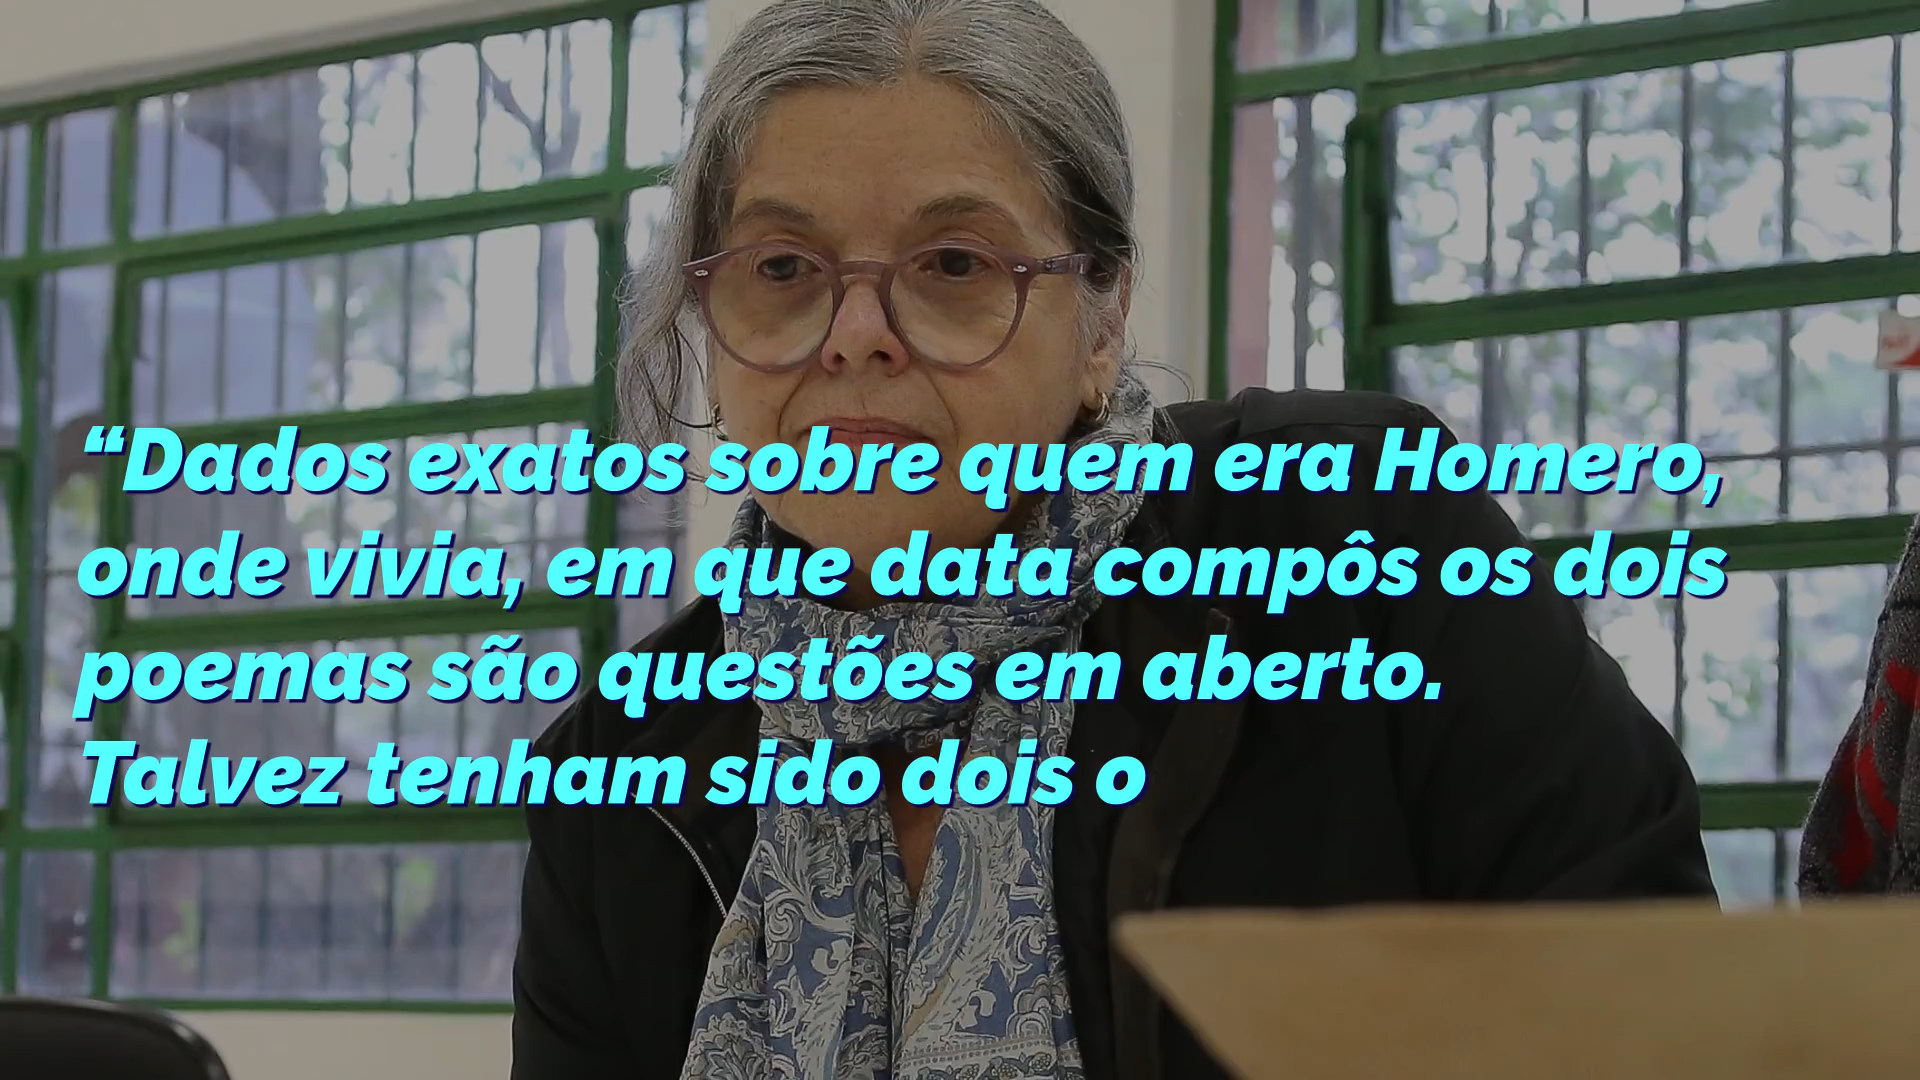 “Dados exatos sobre quem era Homero,
onde vivia, em que data compôs os dois
poemas são questões em aberto.
Talvez tenham sido dois o